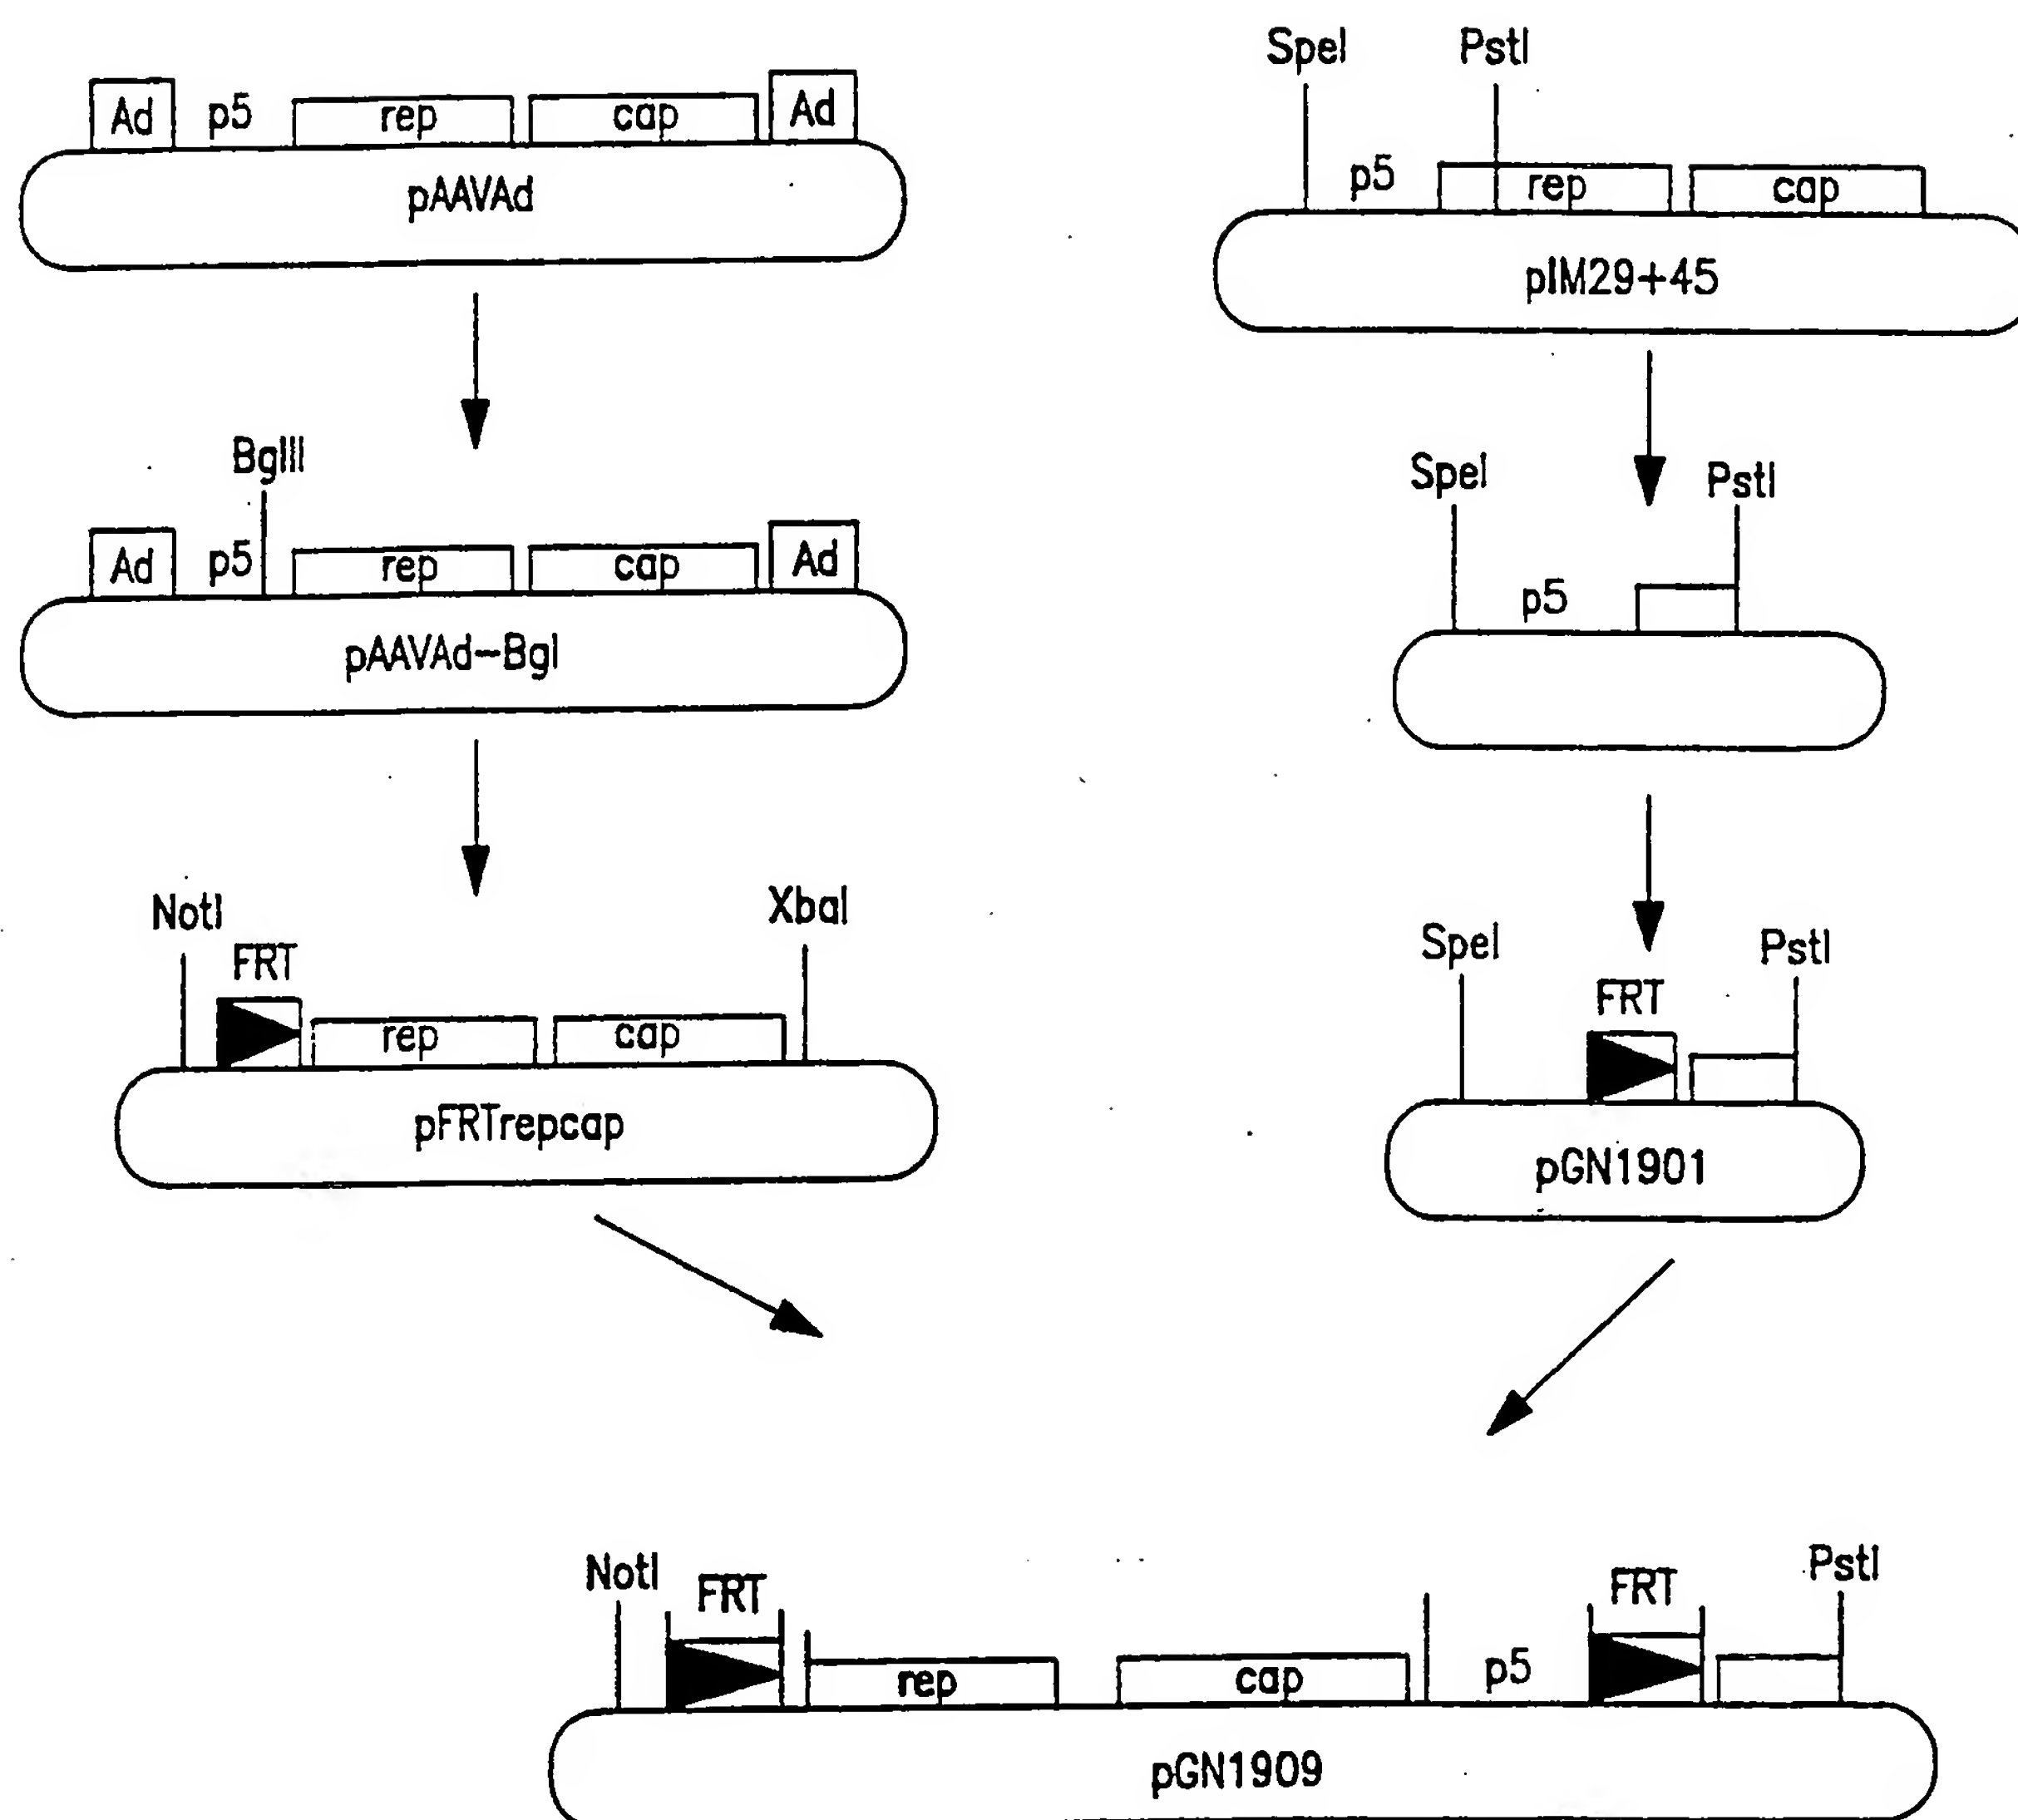 Ad p5 rep cap Ad
pAAVAd
SpeI PstI
p5 rep cap
pIM29+45
BglII
Ad p5 rep cap Ad
pAAVAd-Bgl
SpeI PstI
p5
NotI XbaI
FRT
rep cap
pFRTrepcap
SpeI PstI
FRT
pGN1901
NotI FRT FRT PstI
rep cap p5
pGN1909